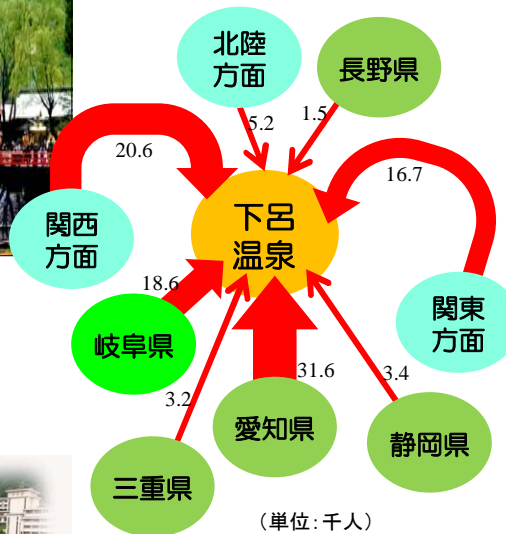 北陸
方面
長野県
5.2
1.5
20.6
16.7
下呂
温泉
関西
方面
18.6
関東
方面
岐阜県
31.6
3.4
3.2
愛知県
静岡県
三重県
（単位：千人）